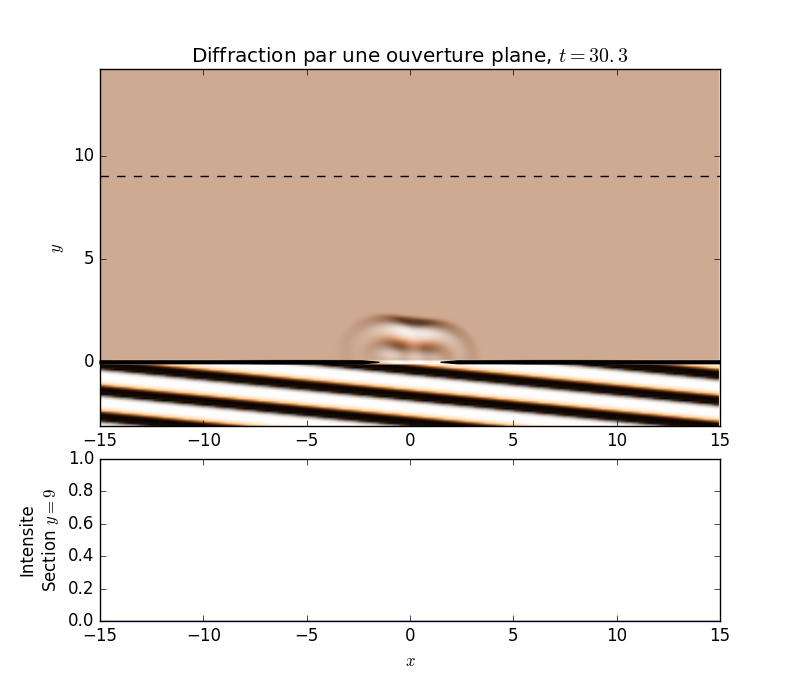 Diffraction par une ouverture plane, t = 30.3
10
5
0
y
−15 −10 −5 0 5 10 15
1.0
0.8
0.6
0.4
0.2
0.0
Intensite
Section y = 9
−15 −10 −5 0 5 10 15
x